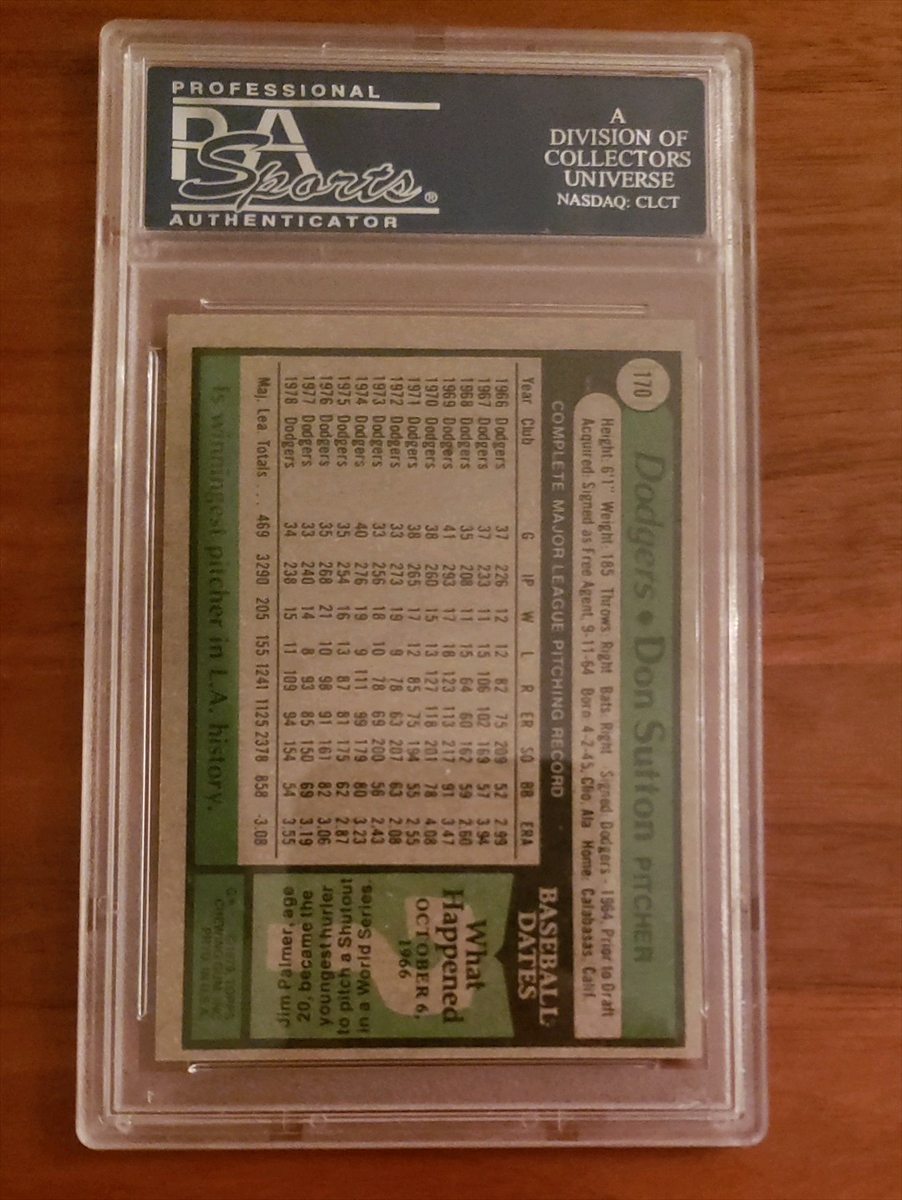 PROFESSIONAL
PSA
Sports®
AUTHENTICATOR
A
DIVISION OF
COLLECTORS
UNIVERSE
NASDAQ: CLCT
170
Dodgers • Don Sutton PITCHER
Height: 6'1" Weight: 185 Throws: Right Bats: Right Signed: Dodgers - 1964, Prior to Draft
Acquired: Signed as Free Agent, 9-11-64 Born 4-2-45, Clio, Ala Home: Calabasas, Calif.
COMPLETE MAJOR LEAGUE PITCHING RECORD
Year Club G IP W L R ER SO BB ERA
1966 Dodgers 37 226 12 12 82 75 209 52 2.99
1967 Dodgers 37 233 11 15 106 102 169 57 3.94
1968 Dodgers 35 208 11 15 64 60 162 59 2.60
1969 Dodgers 41 293 17 18 123 113 217 91 3.47
1970 Dodgers 38 260 15 13 127 118 201 78 4.08
1971 Dodgers 38 265 17 12 85 75 194 55 2.55
1972 Dodgers 33 273 19 9 78 63 207 63 2.08
1973 Dodgers 33 256 18 10 78 69 200 56 2.43
1974 Dodgers 40 276 19 9 111 99 179 80 3.23
1975 Dodgers 35 254 16 13 87 81 175 62 2.87
1976 Dodgers 35 268 21 10 98 91 161 82 3.06
1977 Dodgers 33 240 14 8 93 85 150 69 3.19
1978 Dodgers 34 238 15 11 109 94 154 54 3.55
Maj. Lea. Totals .. 469 3290 205 155 1241 1125 2378 858 3.08
Is winningest pitcher in L.A. history.
BASEBALL
DATES
What
Happened
OCTOBER 6,
1966
Jim Palmer, age
20, became the
youngest hurler
to pitch a Shutout
in a World Series.
© 1979 TOPPS
CHEWING GUM, INC.
PRTD. IN U.S.A.